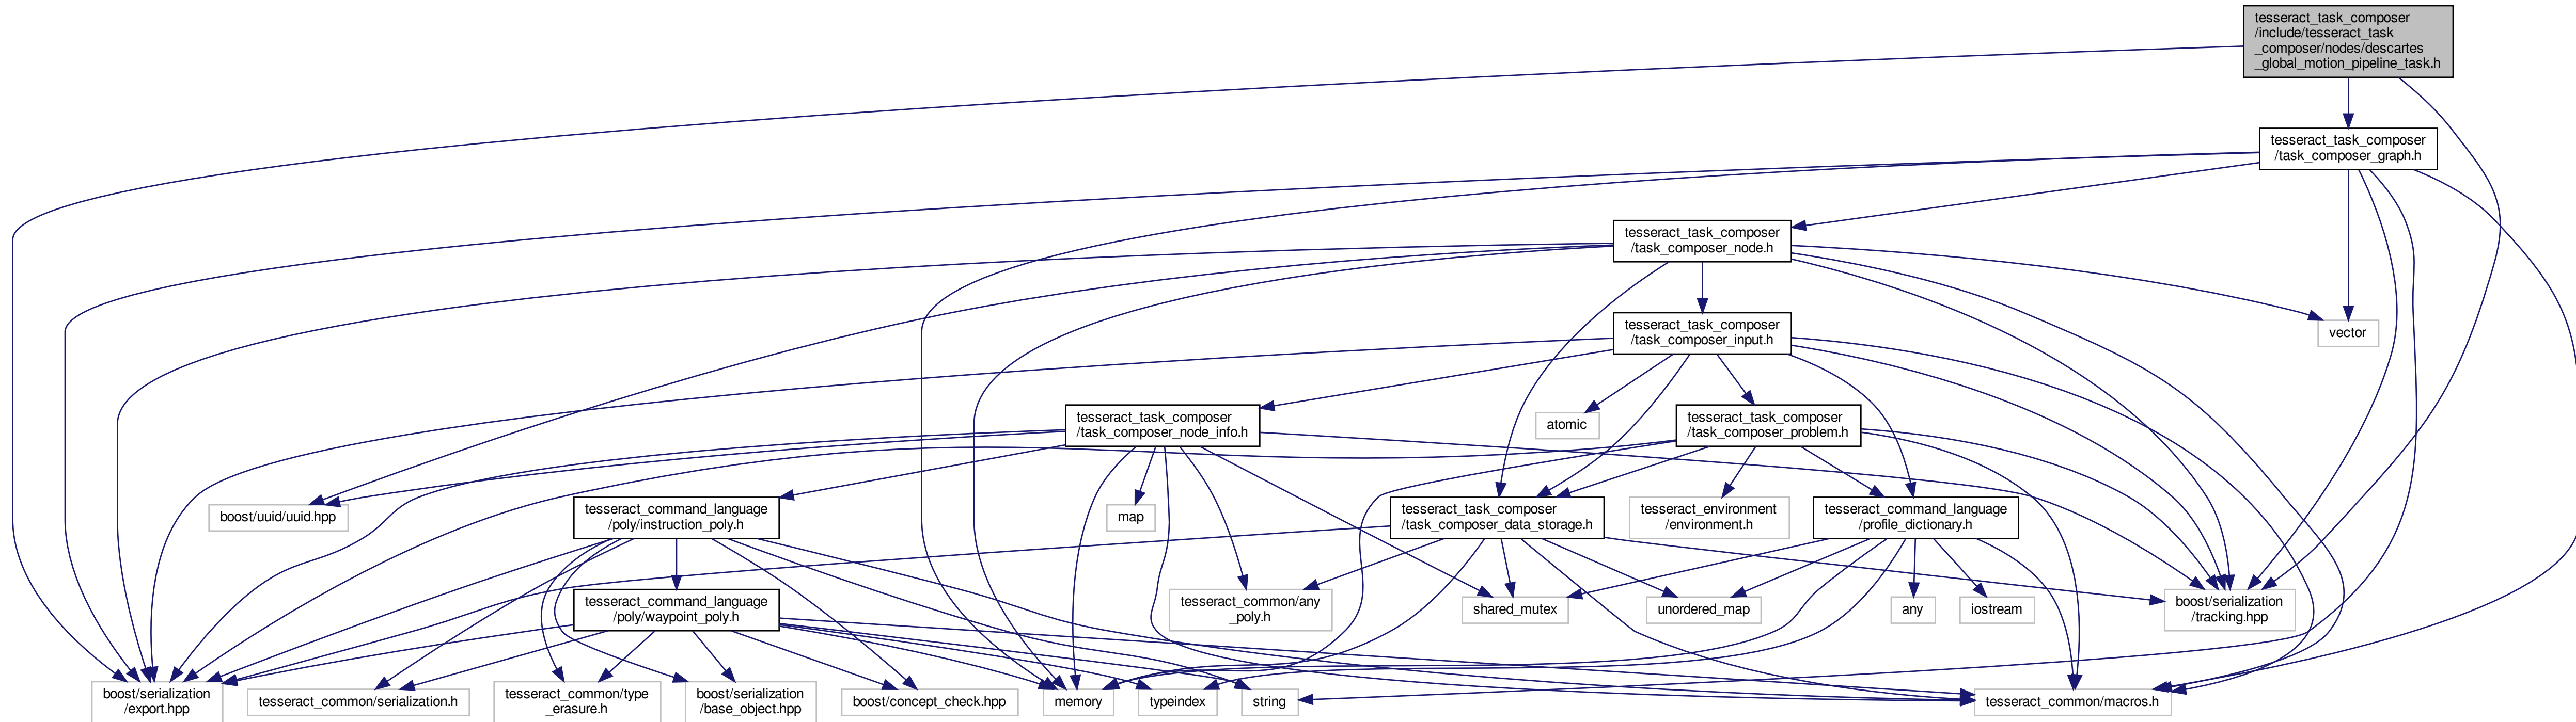 tesseract_task_composer
/include/tesseract_task
_composer/nodes/descartes
_global_motion_pipeline_task.h
tesseract_task_composer
/task_composer_graph.h
tesseract_task_composer
/task_composer_node.h
tesseract_task_composer
/task_composer_input.h
vector
tesseract_task_composer
/task_composer_node_info.h
atomic
tesseract_task_composer
/task_composer_problem.h
boost/uuid/uuid.hpp
tesseract_command_language
/poly/instruction_poly.h
map
tesseract_task_composer
/task_composer_data_storage.h
tesseract_environment
/environment.h
tesseract_command_language
/profile_dictionary.h
tesseract_command_language
/poly/waypoint_poly.h
tesseract_common/any
_poly.h
shared_mutex
unordered_map
any
iostream
boost/serialization
/tracking.hpp
boost/serialization
/export.hpp
tesseract_common/serialization.h
tesseract_common/type
_erasure.h
boost/serialization
/base_object.hpp
boost/concept_check.hpp
memory
typeindex
string
tesseract_common/macros.h